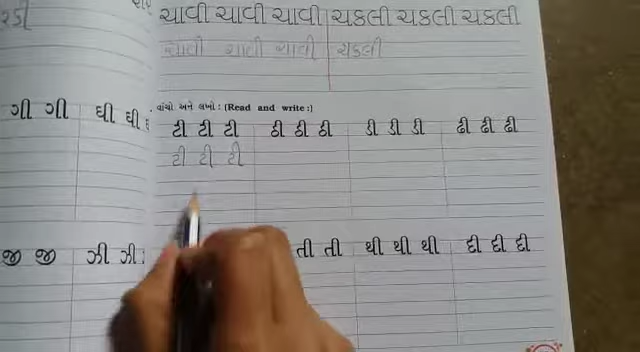 ચાવી ચાવી ચાવી ચકલી ચકલી ચકલી
ચાવી ચાવી ચાવી ચકલી
ગી ગી ઘી ઘી
વાંચો અને લખો : (Read and write:)
ટી ટી ટી ઠી ઠી ઠી ડી ડી ડી ઢી ઢી ઢી
ટી ટી ટી
જી જી ઝી ઝી
તી તી થી થી થી દી દી દી